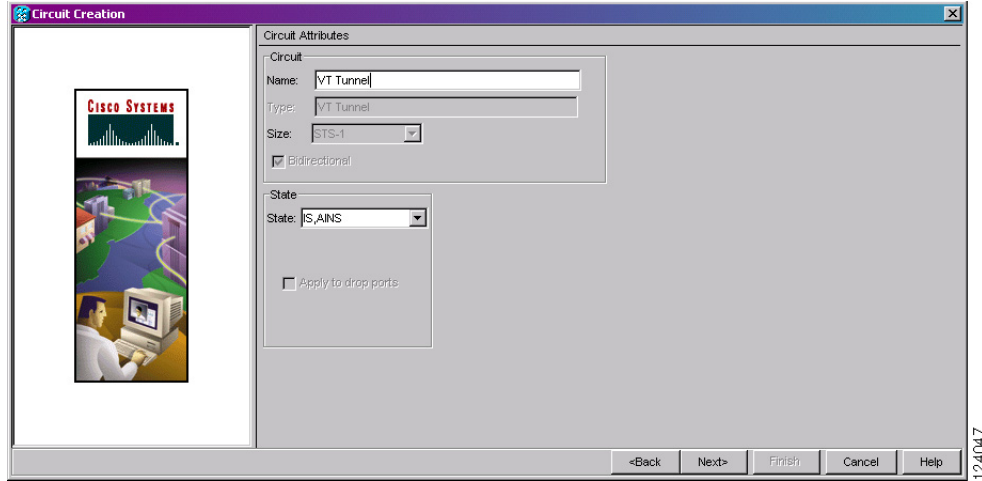 Circuit Creation
CISCO SYSTEMS
Circuit Attributes
Circuit
Name: VT Tunnel
Type: VT Tunnel
Size: STS-1
Bidirectional
State
State: IS,AINS
Apply to drop ports
<Back Next> Finish Cancel Help
124047